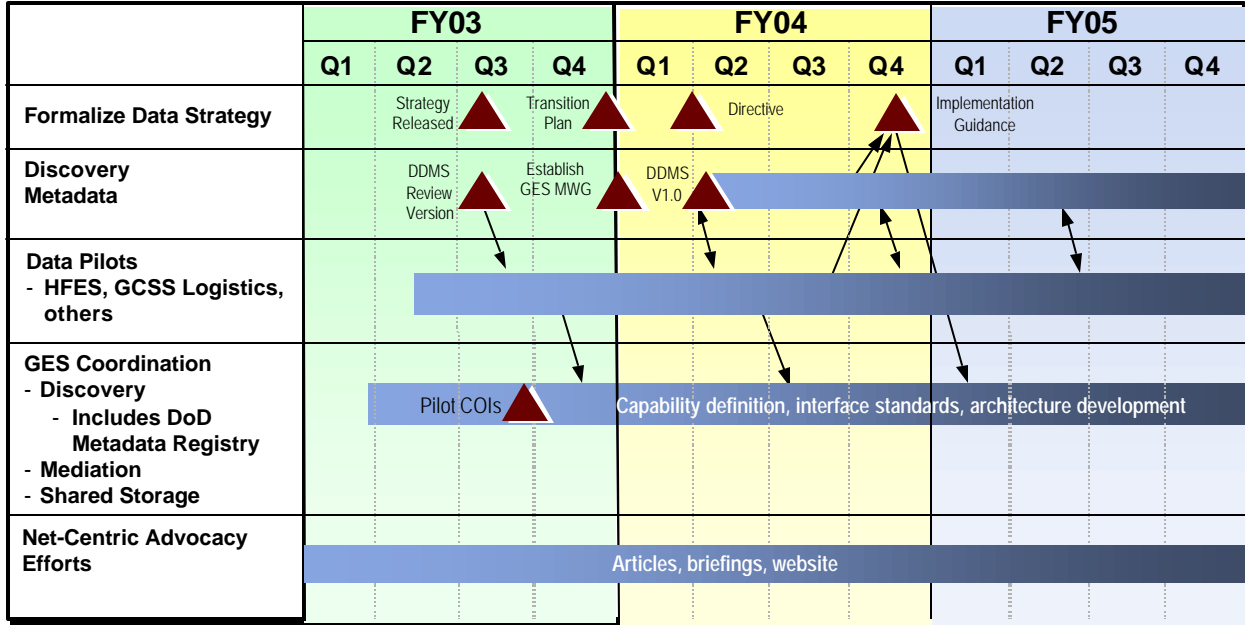 FY03 FY04 FY05
Q1 Q2 Q3 Q4 Q1 Q2 Q3 Q4 Q1 Q2 Q3 Q4
Formalize Data Strategy
Strategy
Released
Transition
Plan
Directive
Implementation
Guidance
Discovery
Metadata
DDMS
Review
Version
Establish
GES MWG
DDMS
V1.0
Data Pilots
- HFES, GCSS Logistics,
others
GES Coordination
- Discovery
- Includes DoD
Metadata Registry
- Mediation
- Shared Storage
Pilot COIs
Capability definition, interface standards, architecture development
Net-Centric Advocacy
Efforts
Articles, briefings, website